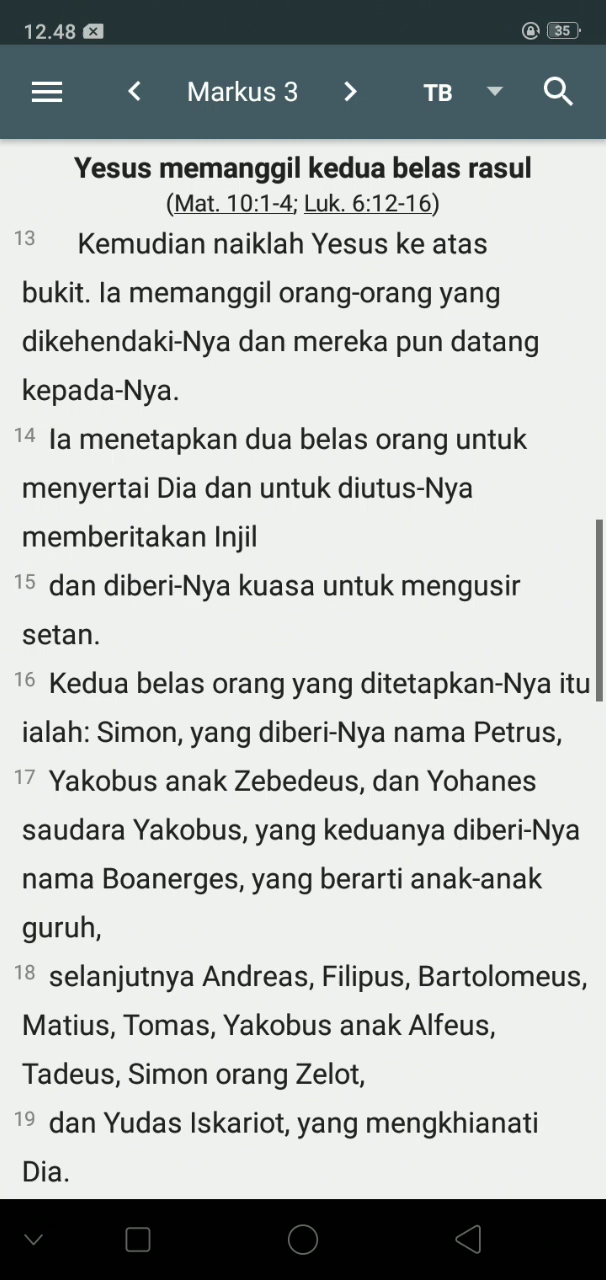 12.48
35
Markus 3
TB
Yesus memanggil kedua belas rasul
(Mat. 10:1-4; Luk. 6:12-16)
13 Kemudian naiklah Yesus ke atas
bukit. Ia memanggil orang-orang yang
dikehendaki-Nya dan mereka pun datang
kepada-Nya.
14 Ia menetapkan dua belas orang untuk
menyertai Dia dan untuk diutus-Nya
memberitakan Injil
15 dan diberi-Nya kuasa untuk mengusir
setan.
16 Kedua belas orang yang ditetapkan-Nya itu
ialah: Simon, yang diberi-Nya nama Petrus,
17 Yakobus anak Zebedeus, dan Yohanes
saudara Yakobus, yang keduanya diberi-Nya
nama Boanerges, yang berarti anak-anak
guruh,
18 selanjutnya Andreas, Filipus, Bartolomeus,
Matius, Tomas, Yakobus anak Alfeus,
Tadeus, Simon orang Zelot,
19 dan Yudas Iskariot, yang mengkhianati
Dia.